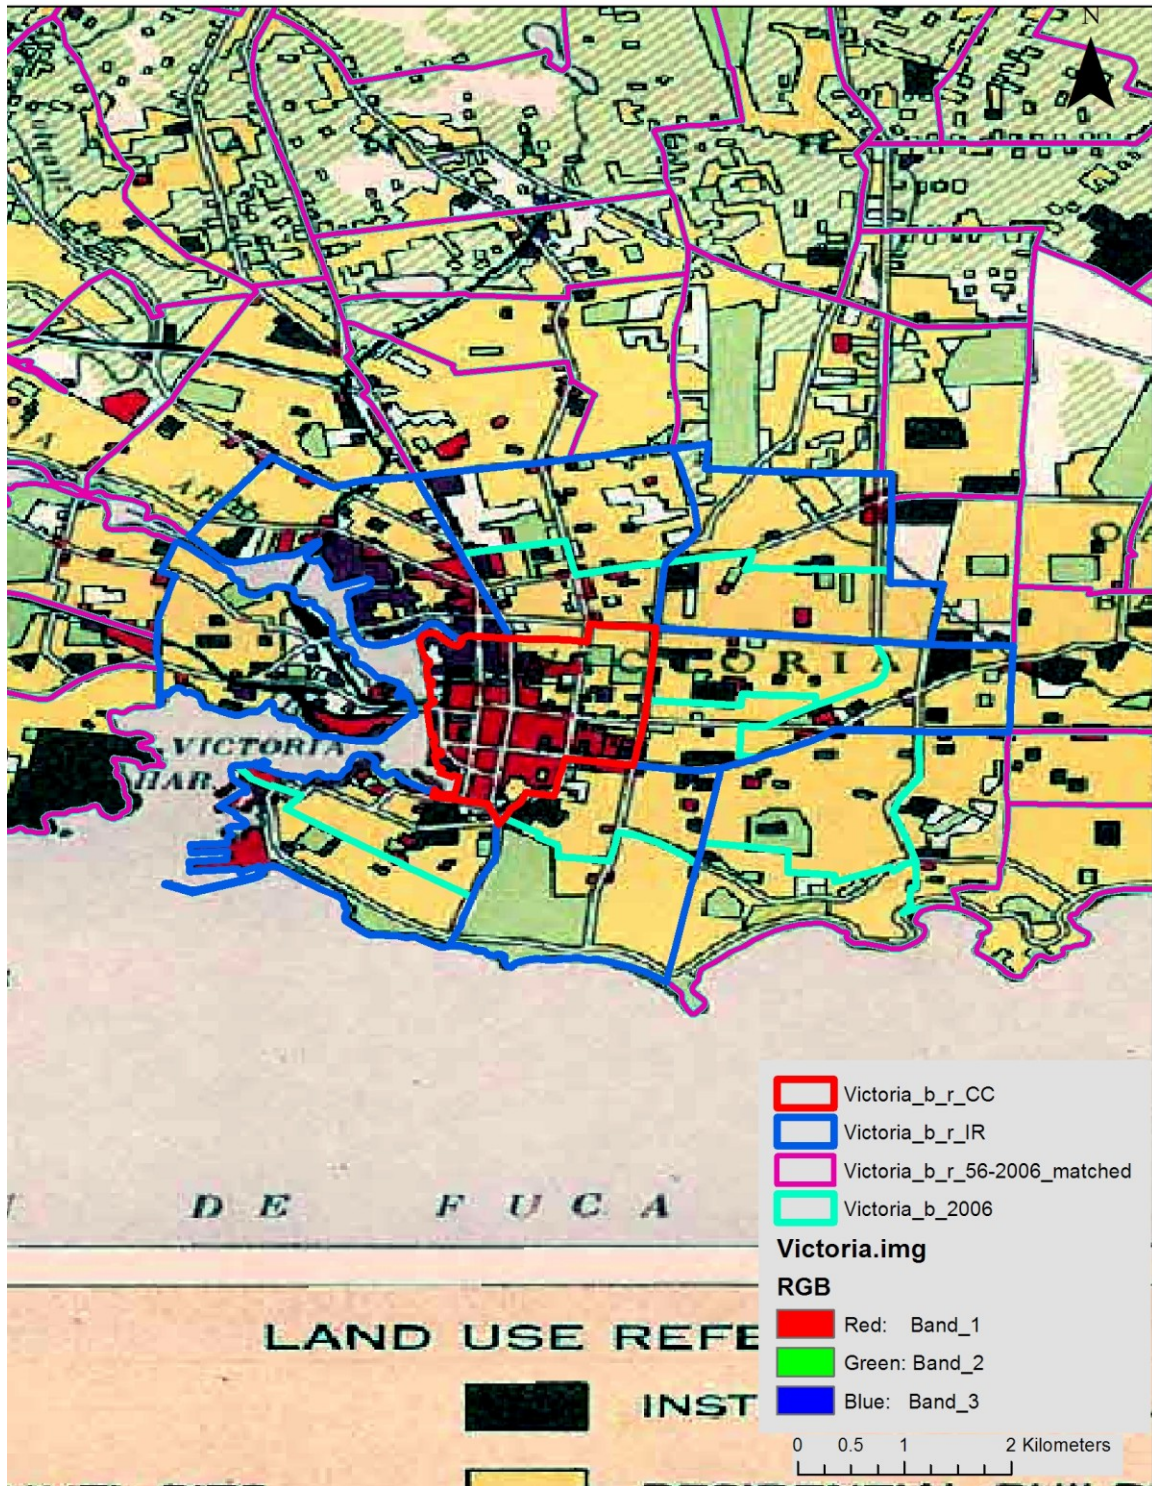 N
ARM
VICTORIA
VICTORIA
HAR.
DE FUCA
Victoria_b_r_CC
Victoria_b_r_IR
Victoria_b_r_56-2006_matched
Victoria_b_2006
Victoria.img
RGB
Red: Band_1
Green: Band_2
Blue: Band_3
LAND USE REFE
INST
0 0.5 1 2 Kilometers